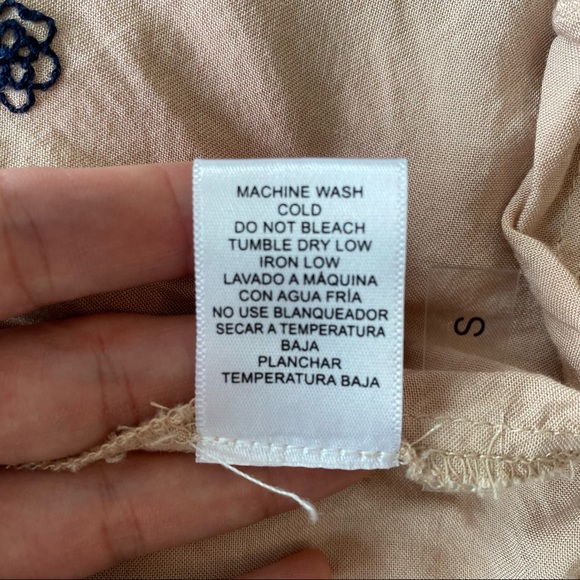 MACHINE WASH
COLD
DO NOT BLEACH
TUMBLE DRY LOW
IRON LOW
LAVADO A MÁQUINA
CON AGUA FRÍA
NO USE BLANQUEADOR
SECAR A TEMPERATURA
BAJA
PLANCHAR
TEMPERATURA BAJA
S